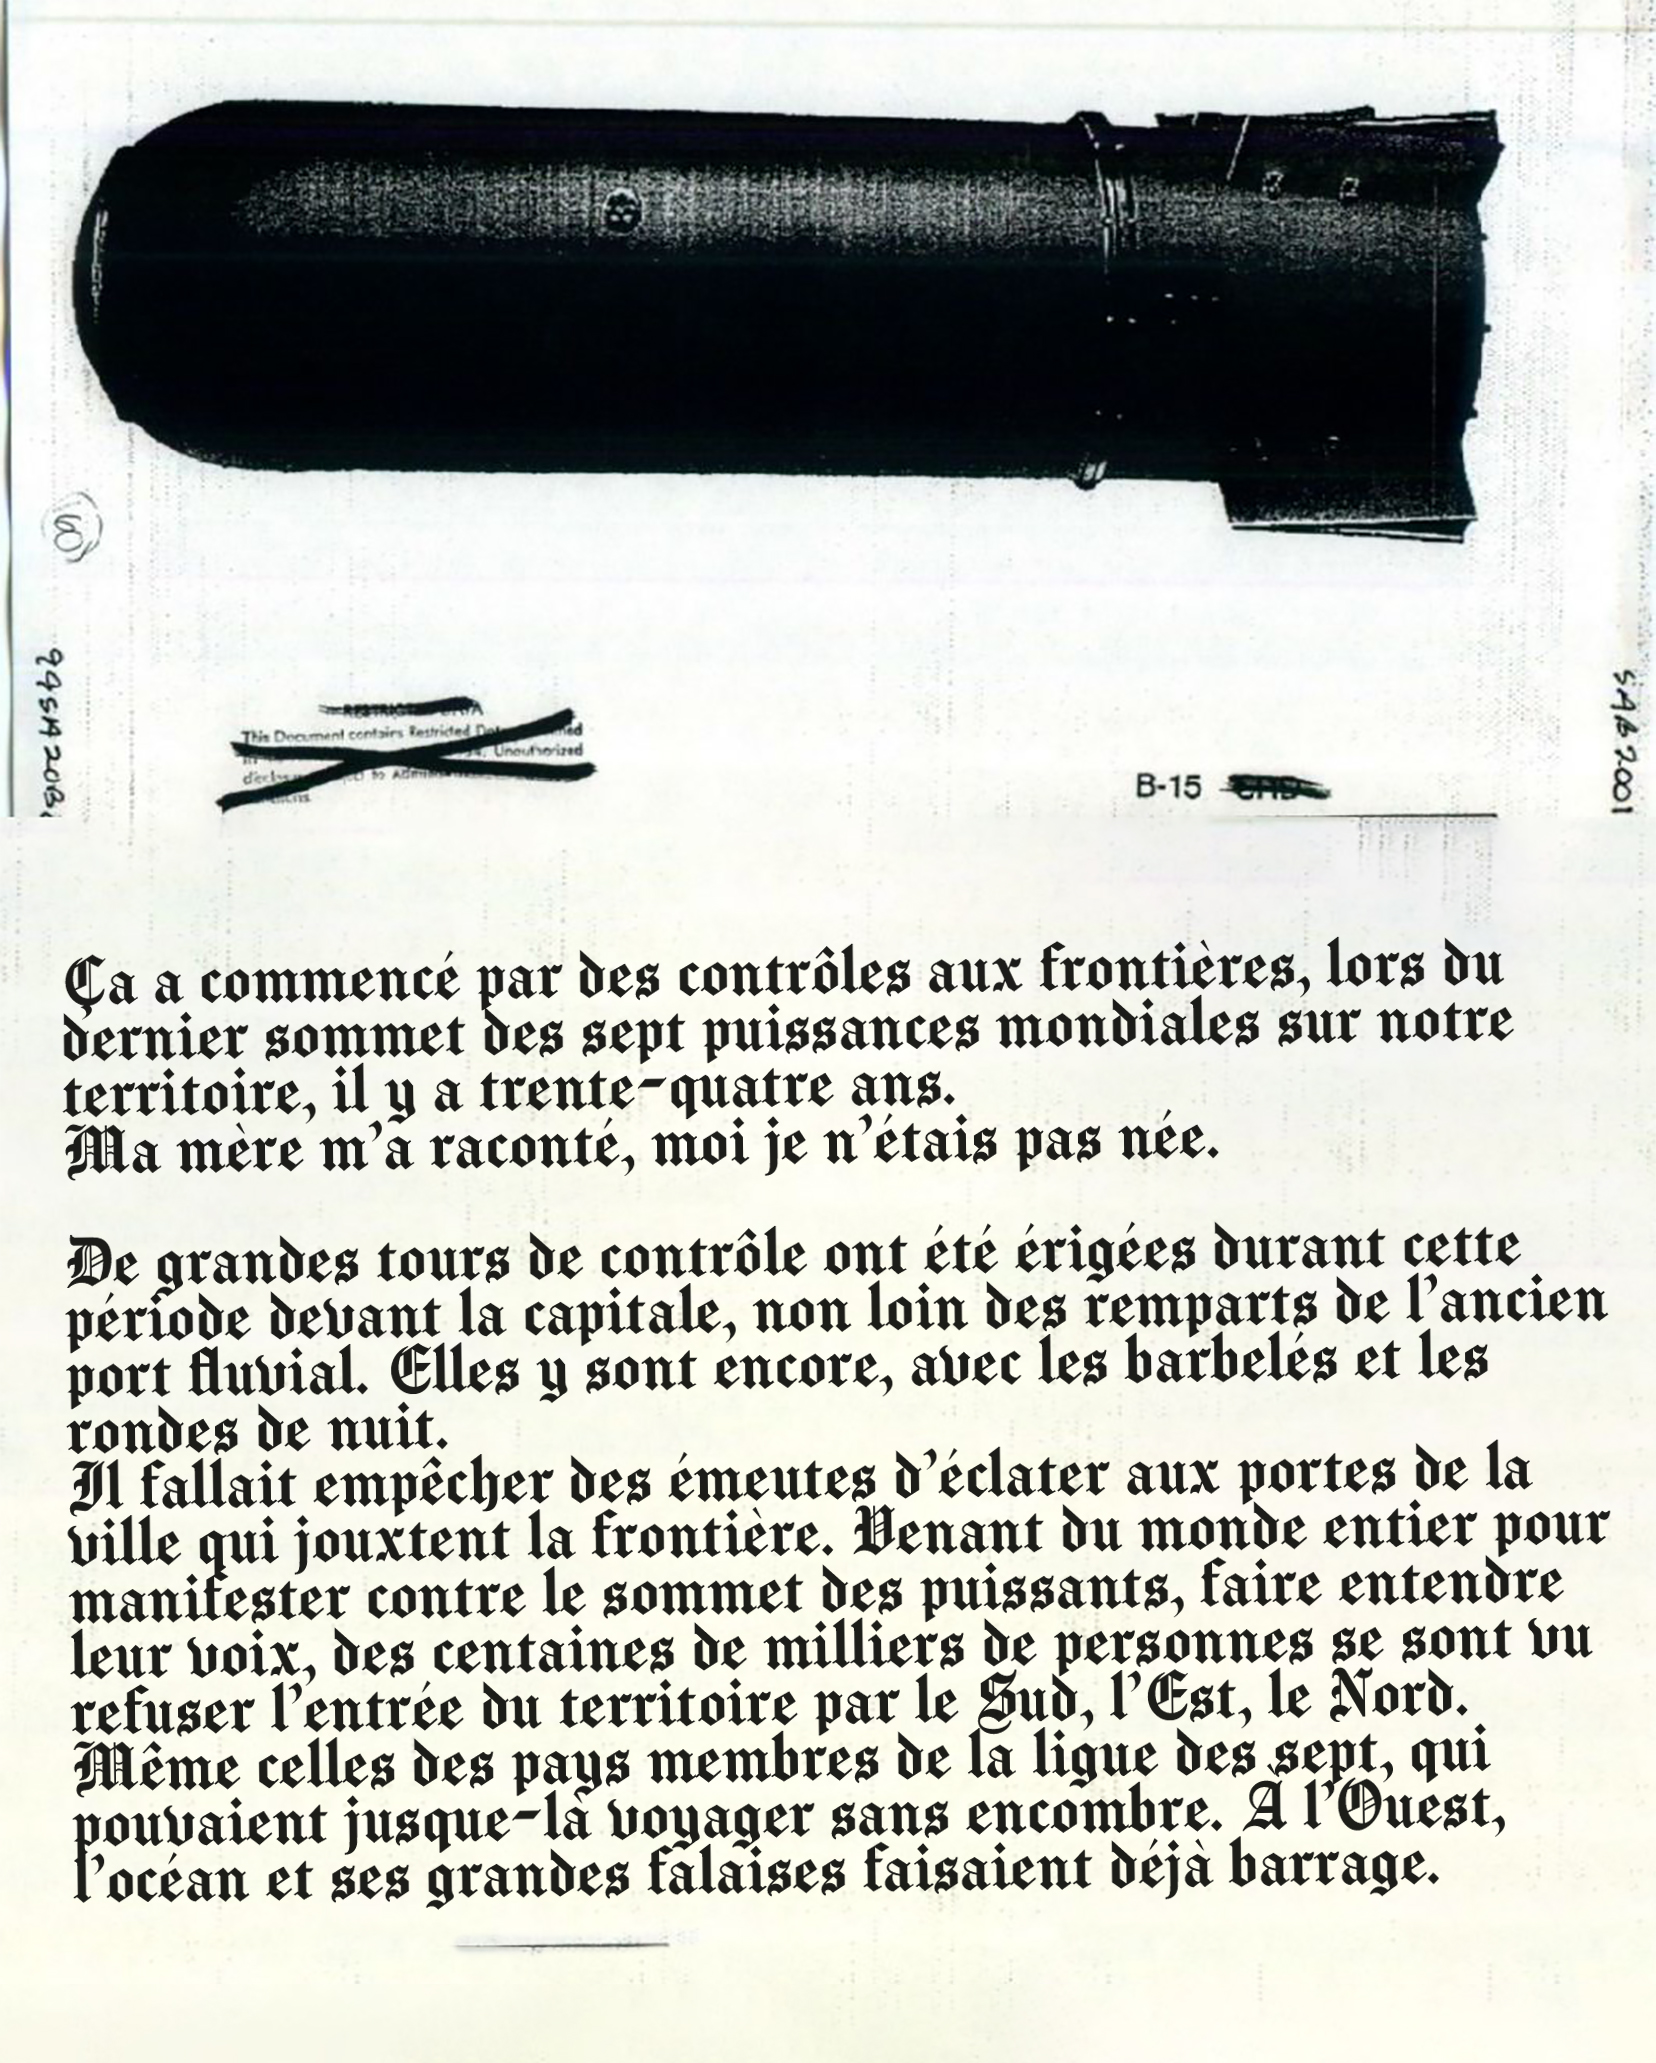 99SNA208
SAB2001
RESTRICTED DATA
This Document contains Restricted
Unauthorized
to
B-15
Ça a commencé par des contrôles aux frontières, lors du
dernier sommet des sept puissances mondiales sur notre
territoire, il y a trente-quatre ans.
Ma mère m'a raconté, moi je n'étais pas née.
De grandes tours de contrôle ont été érigées durant cette
période devant la capitale, non loin des remparts de l'ancien
port fluvial. Elles y sont encore, avec les barbelés et les
rondes de nuit.
Il fallait empêcher des émeutes d'éclater aux portes de la
ville qui jouxtent la frontière. Venant du monde entier pour
manifester contre le sommet des puissants, faire entendre
leur voix, des centaines de milliers de personnes se sont vu
refuser l'entrée du territoire par le Sud, l'Est, le Nord.
Même celles des pays membres de la ligue des sept, qui
pouvaient jusque-là voyager sans encombre. À l'Ouest,
l'océan et ses grandes falaises faisaient déjà barrage.